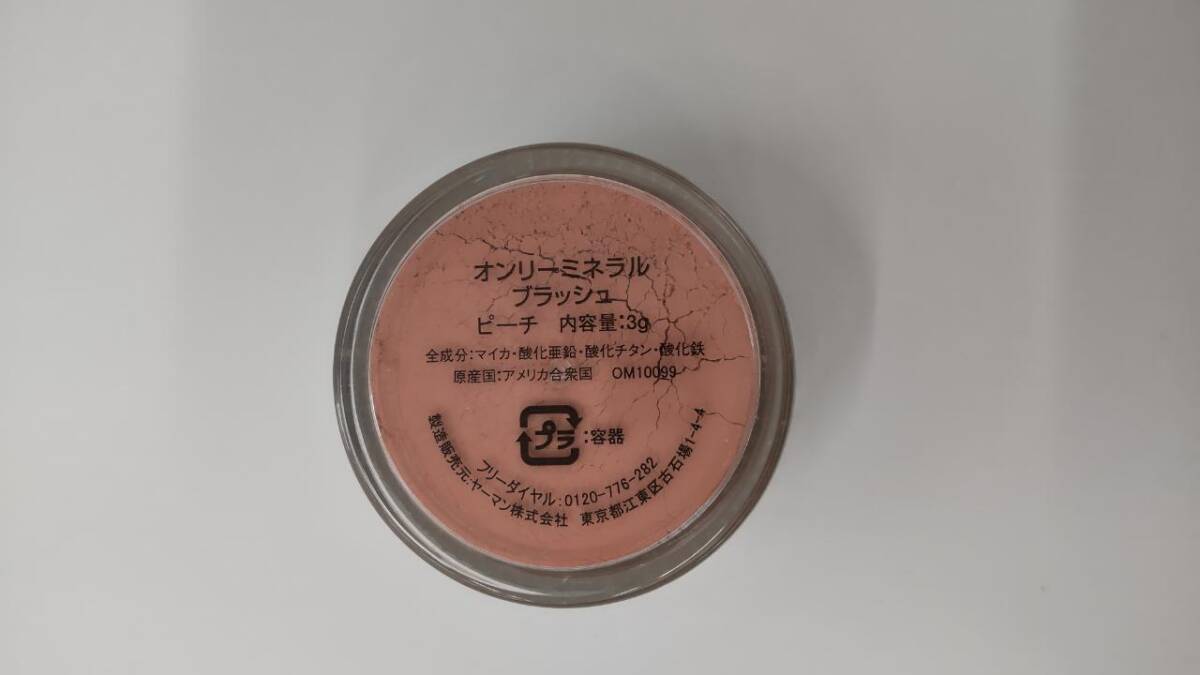 オンリーミネラル
ブラッシュ
ピーチ 内容量:3g
全成分:マイカ・酸化亜鉛・酸化チタン・酸化鉄
原産国:アメリカ合衆国 OM10099
プラ:容器
フリーダイヤル:0120-776-282
製造販売元:ヤーマン株式会社 東京都江東区古石場1-4-4